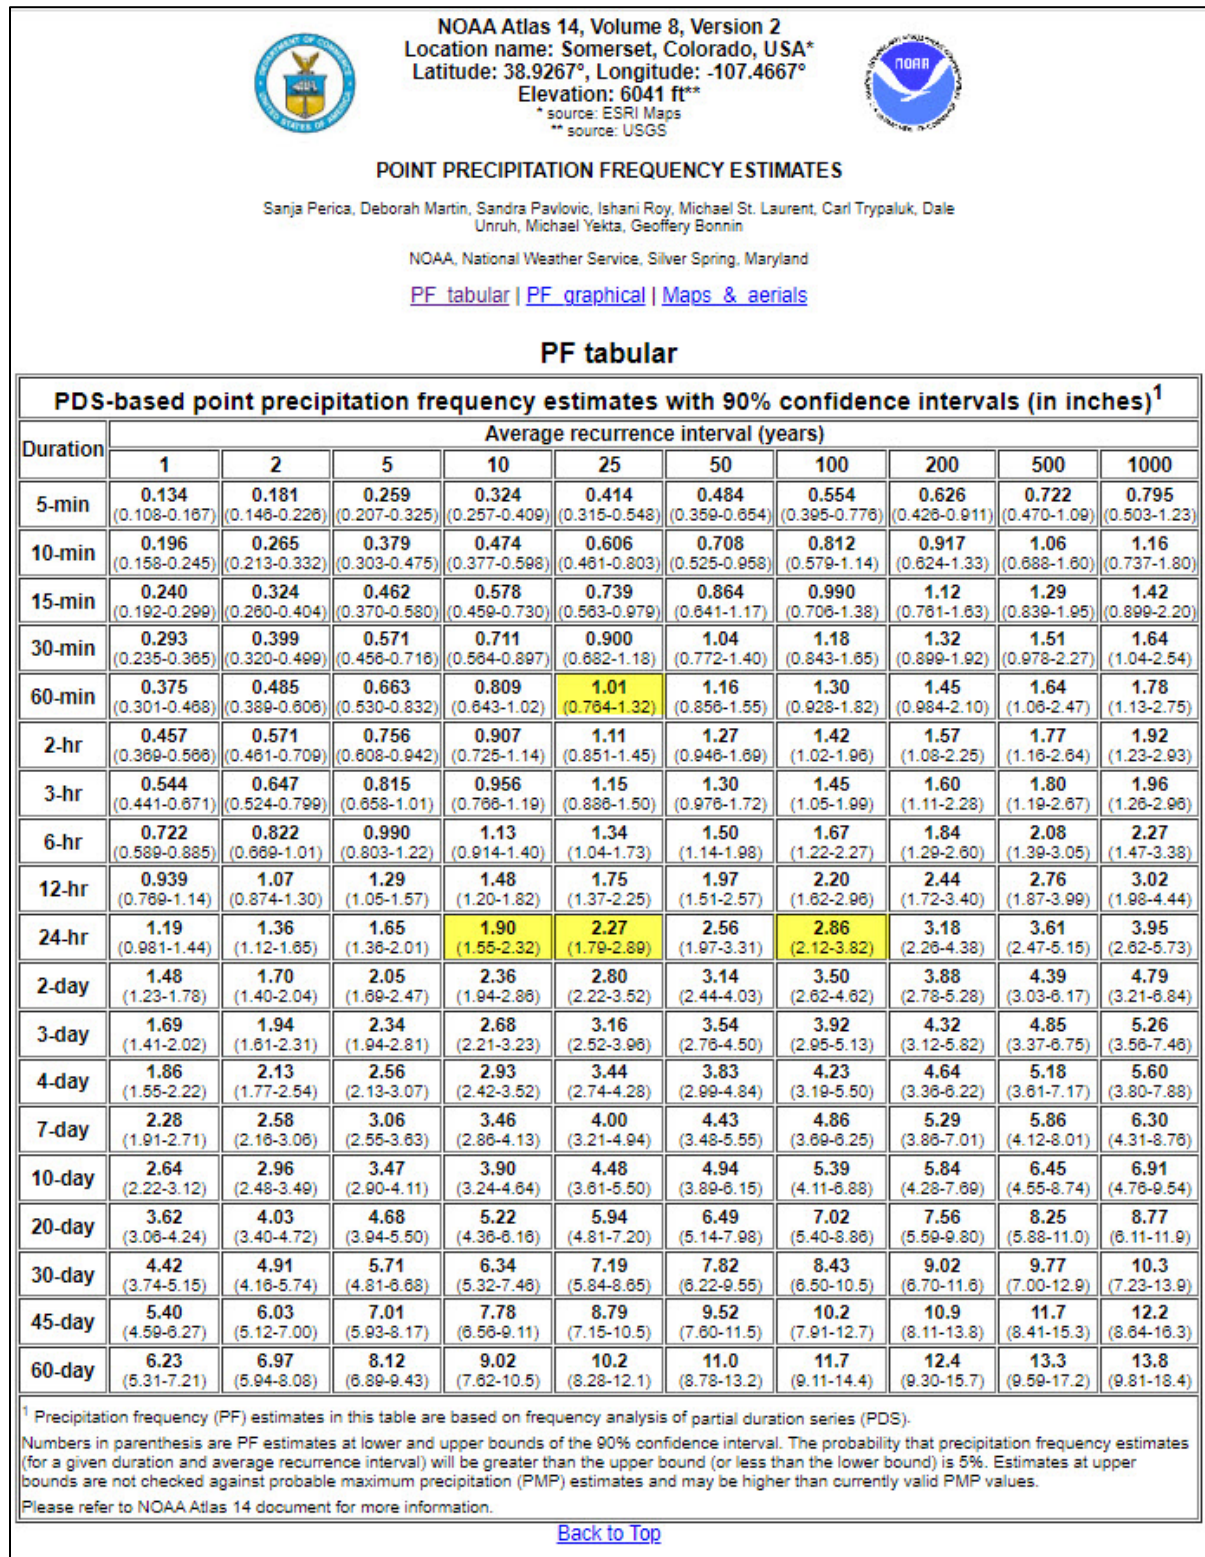 NOAA Atlas 14, Volume 8, Version 2
Location name: Somerset, Colorado, USA*
Latitude: 38.9267°, Longitude: -107.4667°
Elevation: 6041 ft**
* source: ESRI Maps
** source: USGS
NOAA
POINT PRECIPITATION FREQUENCY ESTIMATES
Sanja Perica, Deborah Martin, Sandra Pavlovic, Ishani Roy, Michael St. Laurent, Carl Trypaluk, Dale
Unruh, Michael Yekta, Geoffery Bonnin
NOAA, National Weather Service, Silver Spring, Maryland
PF_tabular | PF_graphical | Maps_&_aerials
PF tabular
PDS-based point precipitation frequency estimates with 90% confidence intervals (in inches)1
Duration
Average recurrence interval (years)
1 2 5 10 25 50 100 200 500 1000
5-min 0.134 0.181 0.259 0.324 0.414 0.484 0.554 0.626 0.722 0.795
(0.108-0.167) (0.146-0.226) (0.207-0.325) (0.257-0.409) (0.315-0.548) (0.359-0.654) (0.395-0.776) (0.426-0.911) (0.470-1.09) (0.503-1.23)
10-min 0.196 0.265 0.379 0.474 0.606 0.708 0.812 0.917 1.06 1.16
(0.158-0.245) (0.213-0.332) (0.303-0.475) (0.377-0.598) (0.461-0.803) (0.525-0.958) (0.579-1.14) (0.624-1.33) (0.688-1.60) (0.737-1.80)
15-min 0.240 0.324 0.462 0.578 0.739 0.864 0.990 1.12 1.29 1.42
(0.192-0.299) (0.260-0.404) (0.370-0.580) (0.459-0.730) (0.563-0.979) (0.641-1.17) (0.706-1.38) (0.761-1.63) (0.839-1.95) (0.899-2.20)
30-min 0.293 0.399 0.571 0.711 0.900 1.04 1.18 1.32 1.51 1.64
(0.235-0.365) (0.320-0.499) (0.456-0.716) (0.564-0.897) (0.682-1.18) (0.772-1.40) (0.843-1.65) (0.899-1.92) (0.978-2.27) (1.04-2.54)
60-min 0.375 0.485 0.663 0.809 1.01 1.16 1.30 1.45 1.64 1.78
(0.301-0.468) (0.389-0.606) (0.530-0.832) (0.643-1.02) (0.764-1.32) (0.856-1.55) (0.928-1.82) (0.984-2.10) (1.06-2.47) (1.13-2.75)
2-hr 0.457 0.571 0.756 0.907 1.11 1.27 1.42 1.57 1.77 1.92
(0.369-0.566) (0.461-0.709) (0.608-0.942) (0.725-1.14) (0.851-1.45) (0.946-1.69) (1.02-1.96) (1.08-2.25) (1.16-2.64) (1.23-2.93)
3-hr 0.544 0.647 0.815 0.956 1.15 1.30 1.45 1.60 1.80 1.96
(0.441-0.671) (0.524-0.799) (0.658-1.01) (0.766-1.19) (0.886-1.50) (0.976-1.72) (1.05-1.99) (1.11-2.28) (1.19-2.67) (1.26-2.96)
6-hr 0.722 0.822 0.990 1.13 1.34 1.50 1.67 1.84 2.08 2.27
(0.589-0.885) (0.669-1.01) (0.803-1.22) (0.914-1.40) (1.04-1.73) (1.14-1.98) (1.22-2.27) (1.29-2.60) (1.39-3.05) (1.47-3.38)
12-hr 0.939 1.07 1.29 1.48 1.75 1.97 2.20 2.44 2.76 3.02
(0.769-1.14) (0.874-1.30) (1.05-1.57) (1.20-1.82) (1.37-2.25) (1.51-2.57) (1.62-2.96) (1.72-3.40) (1.87-3.99) (1.98-4.44)
24-hr 1.19 1.36 1.65 1.90 2.27 2.56 2.86 3.18 3.61 3.95
(0.981-1.44) (1.12-1.65) (1.36-2.01) (1.55-2.32) (1.79-2.89) (1.97-3.31) (2.12-3.82) (2.26-4.38) (2.47-5.15) (2.62-5.73)
2-day 1.48 1.70 2.05 2.36 2.80 3.14 3.50 3.88 4.39 4.79
(1.23-1.78) (1.40-2.04) (1.69-2.47) (1.94-2.86) (2.22-3.52) (2.44-4.03) (2.62-4.62) (2.78-5.28) (3.03-6.17) (3.21-6.84)
3-day 1.69 1.94 2.34 2.68 3.16 3.54 3.92 4.32 4.85 5.26
(1.41-2.02) (1.61-2.31) (1.94-2.81) (2.21-3.23) (2.52-3.96) (2.76-4.50) (2.95-5.13) (3.12-5.82) (3.37-6.75) (3.56-7.46)
4-day 1.86 2.13 2.56 2.93 3.44 3.83 4.23 4.64 5.18 5.60
(1.55-2.22) (1.77-2.54) (2.13-3.07) (2.42-3.52) (2.74-4.28) (2.99-4.84) (3.19-5.50) (3.36-6.22) (3.61-7.17) (3.80-7.88)
7-day 2.28 2.58 3.06 3.46 4.00 4.43 4.86 5.29 5.86 6.30
(1.91-2.71) (2.16-3.06) (2.55-3.63) (2.86-4.13) (3.21-4.94) (3.48-5.55) (3.69-6.25) (3.86-7.01) (4.12-8.01) (4.31-8.76)
10-day 2.64 2.96 3.47 3.90 4.48 4.94 5.39 5.84 6.45 6.91
(2.22-3.12) (2.48-3.49) (2.90-4.11) (3.24-4.64) (3.61-5.50) (3.89-6.15) (4.11-6.88) (4.28-7.69) (4.55-8.74) (4.76-9.54)
20-day 3.62 4.03 4.68 5.22 5.94 6.49 7.02 7.56 8.25 8.77
(3.06-4.24) (3.40-4.72) (3.94-5.50) (4.36-6.16) (4.81-7.20) (5.14-7.98) (5.40-8.86) (5.59-9.80) (5.88-11.0) (6.11-11.9)
30-day 4.42 4.91 5.71 6.34 7.19 7.82 8.43 9.02 9.77 10.3
(3.74-5.15) (4.16-5.74) (4.81-6.68) (5.32-7.46) (5.84-8.65) (6.22-9.55) (6.50-10.5) (6.70-11.6) (7.00-12.9) (7.23-13.9)
45-day 5.40 6.03 7.01 7.78 8.79 9.52 10.2 10.9 11.7 12.2
(4.59-6.27) (5.12-7.00) (5.93-8.17) (6.56-9.11) (7.15-10.5) (7.60-11.5) (7.91-12.7) (8.11-13.8) (8.41-15.3) (8.64-16.3)
60-day 6.23 6.97 8.12 9.02 10.2 11.0 11.7 12.4 13.3 13.8
(5.31-7.21) (5.94-8.08) (6.89-9.43) (7.62-10.5) (8.28-12.1) (8.78-13.2) (9.11-14.4) (9.30-15.7) (9.59-17.2) (9.81-18.4)
1 Precipitation frequency (PF) estimates in this table are based on frequency analysis of partial duration series (PDS).
Numbers in parenthesis are PF estimates at lower and upper bounds of the 90% confidence interval. The probability that precipitation frequency estimates
(for a given duration and average recurrence interval) will be greater than the upper bound (or less than the lower bound) is 5%. Estimates at upper
bounds are not checked against probable maximum precipitation (PMP) estimates and may be higher than currently valid PMP values.
Please refer to NOAA Atlas 14 document for more information.
Back to Top